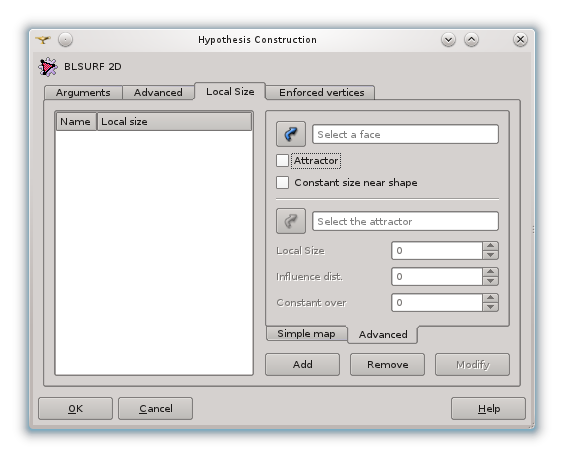 Hypothesis Construction
BLSURF 2D
Arguments Advanced Local Size Enforced vertices
Name Local size
Select a face
Attractor
Constant size near shape
Select the attractor
Local Size 0
Influence dist. 0
Constant over 0
Simple map Advanced
Add Remove Modify
OK Cancel Help